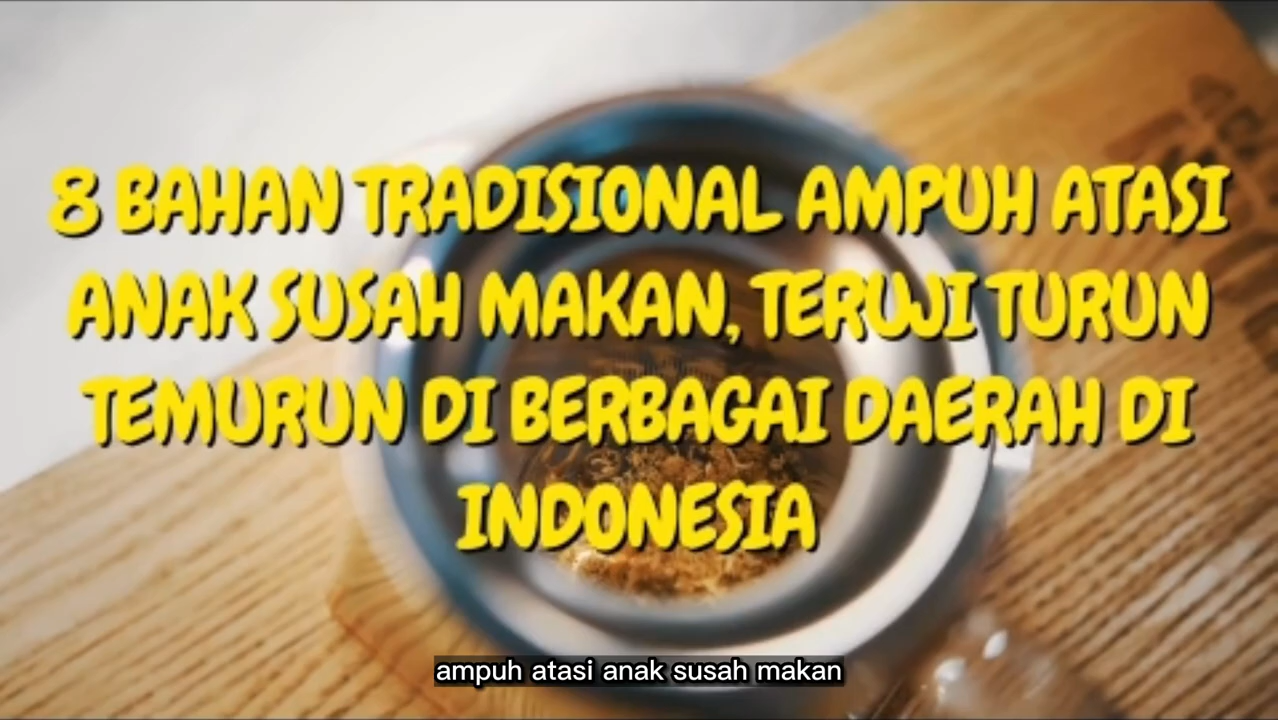 8 BAHAN TRADISIONAL AMPUH ATASI
ANAK SUSAH MAKAN, TERUJI TURUN
TEMURUN DI BERBAGAI DAERAH DI
INDONESIA
ampuh atasi anak susah makan